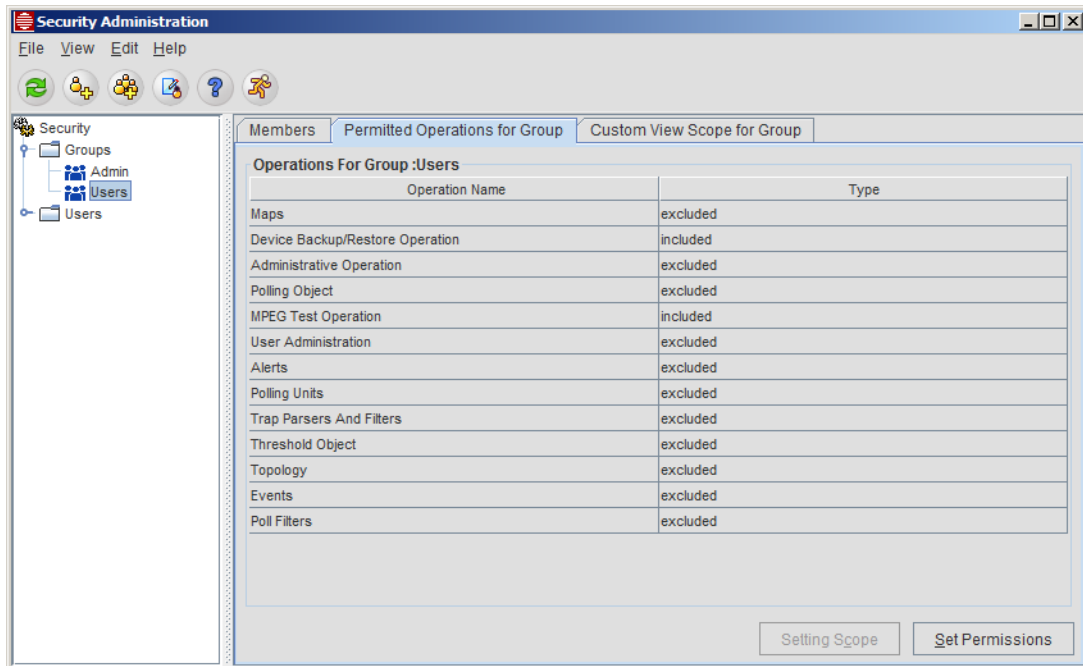 Security Administration
File View Edit Help
Security
Groups
Admin
Users
Users
Members Permitted Operations for Group Custom View Scope for Group
Operations For Group :Users
Operation Name Type
Maps excluded
Device Backup/Restore Operation included
Administrative Operation excluded
Polling Object excluded
MPEG Test Operation included
User Administration excluded
Alerts excluded
Polling Units excluded
Trap Parsers And Filters excluded
Threshold Object excluded
Topology excluded
Events excluded
Poll Filters excluded
Setting Scope Set Permissions